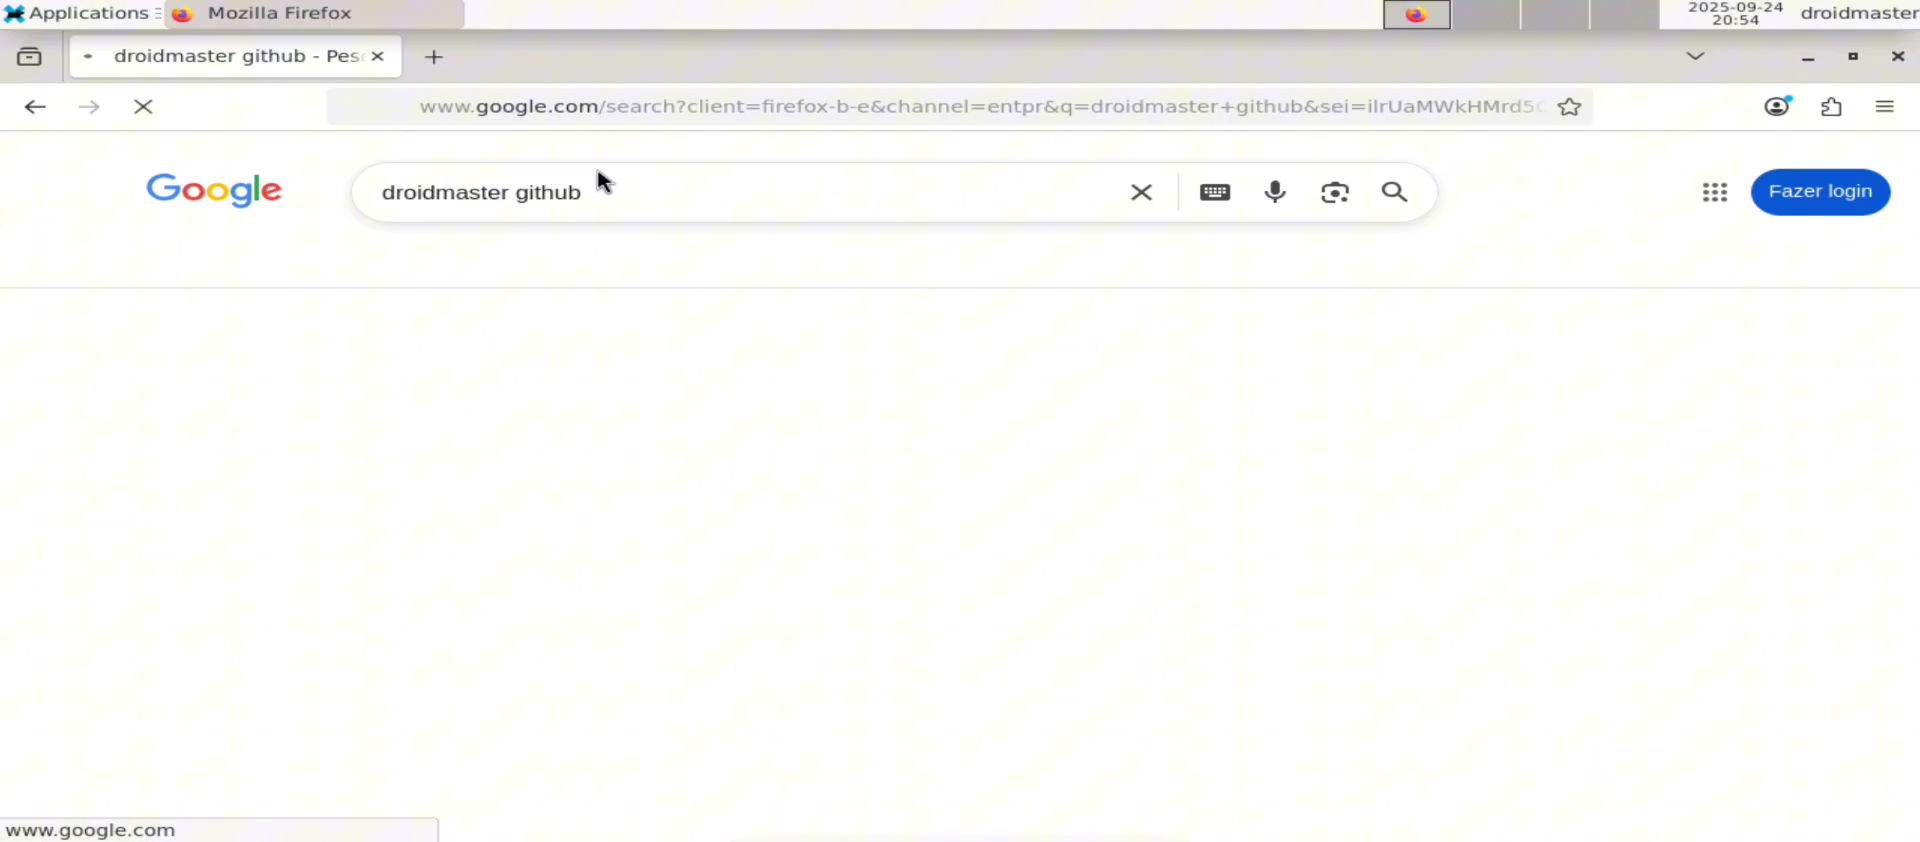 Applications
Mozilla Firefox
2025-09-24
20:54
droidmaster
droidmaster github - Pes
www.google.com/search?client=firefox-b-e&channel=entpr&q=droidmaster+github&sei=ilrUaMWkHMrd5
Google
droidmaster github
Fazer login
www.google.com